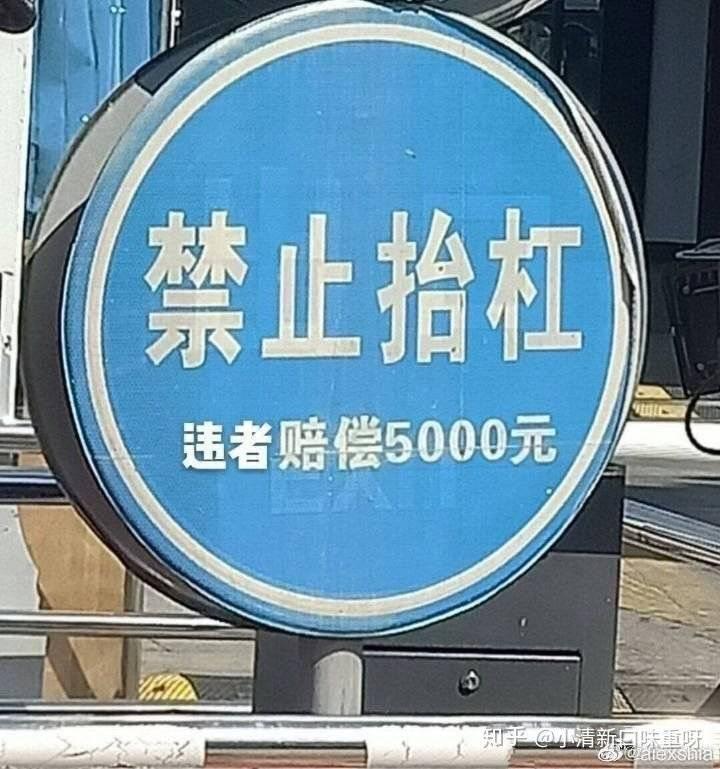 禁止抬杠
违者赔偿5000元
知乎 @小清新口味重呀
@alexshia